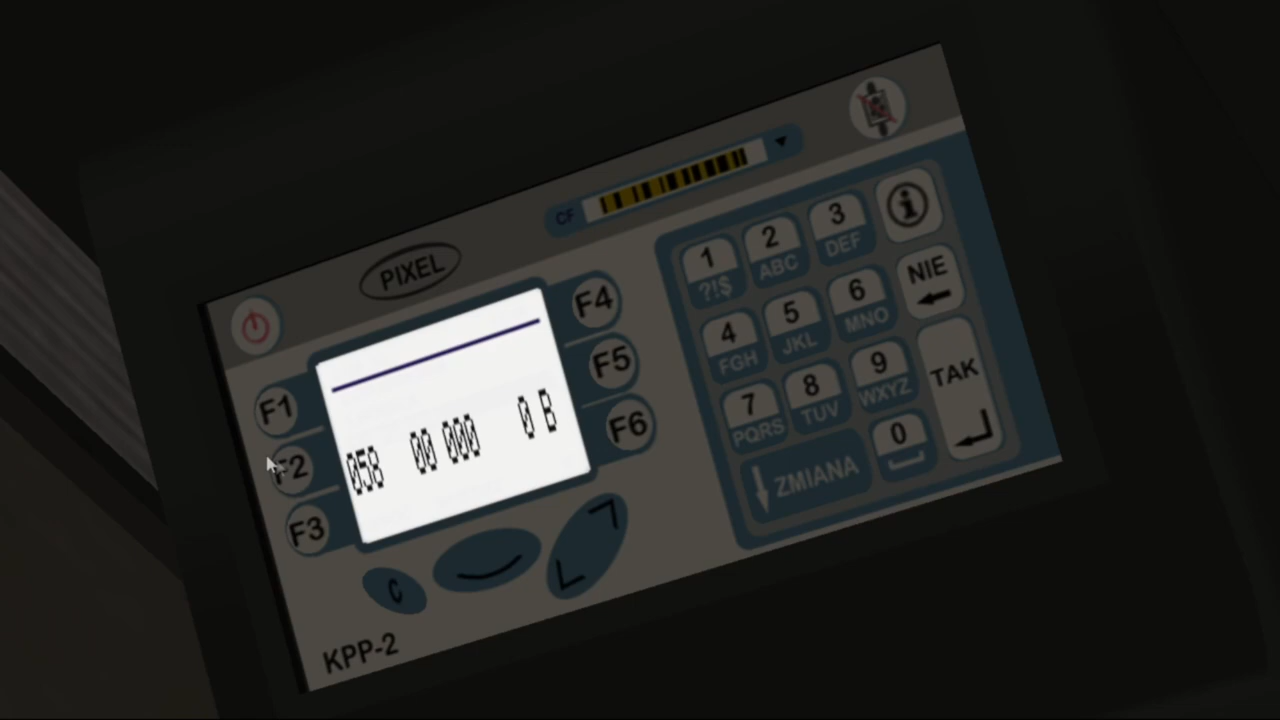 CF
PIXEL
F1
F2
F3
F4
F5
F6
058 00 000 0 B
1 ?!$
2 ABC
3 DEF
4 FGH
5 JKL
6 MNO
NIE
7 PQRS
8 TUV
9 WXYZ
TAK
ZMIANA
0
C
KPP-2